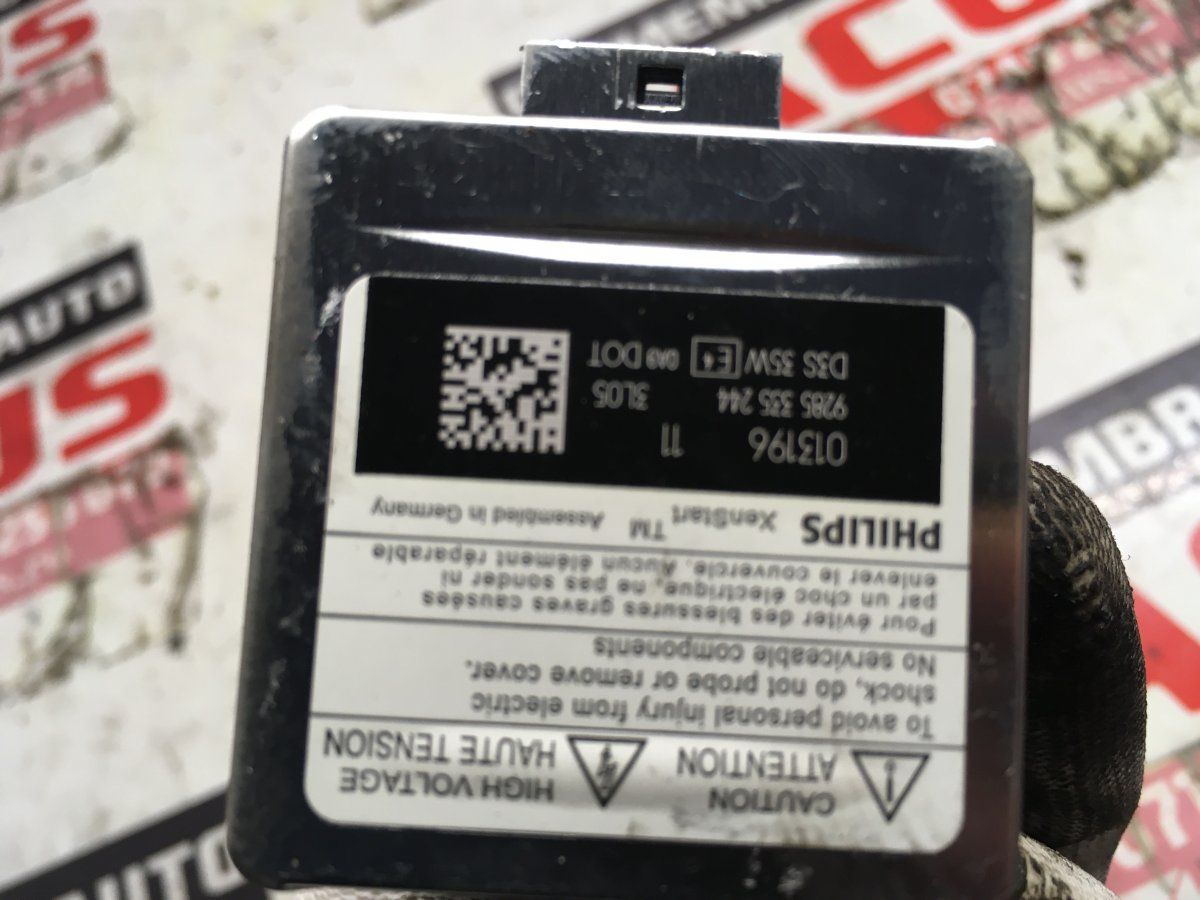 CAUTION
ATTENTION
HIGH VOLTAGE
HAUTE TENSION
To avoid personal injury from electric
shock, do not probe or remove cover.
No serviceable components
Pour éviter des blessures graves causées
par un choc électrique, ne pas sonder ni
enlever le couvercle. Aucun élément réparable
PHILIPS XenStart TM Assembled in Germany
013196 11
9285 335 244 3L05
D3S 35W E4 0A9 DOT
AUTO